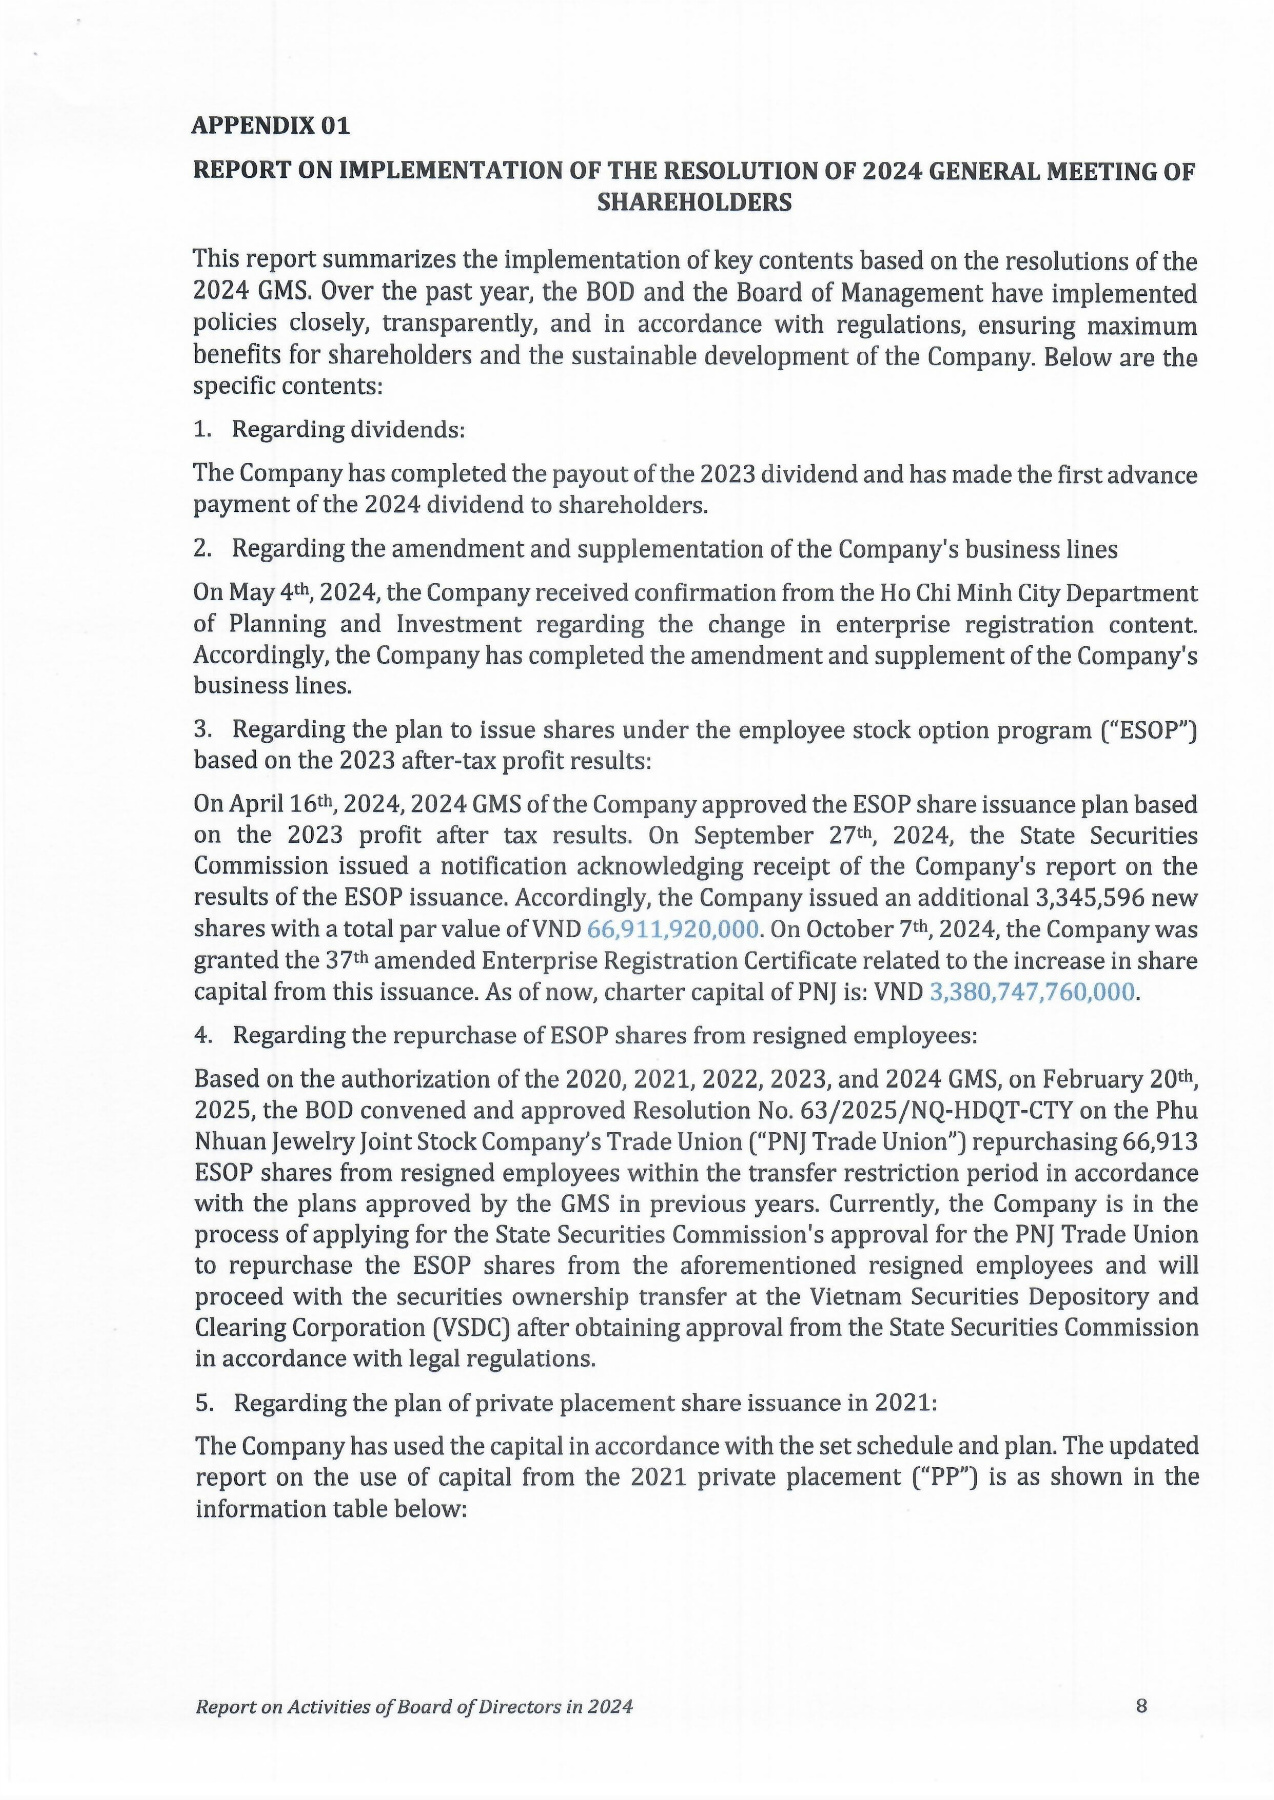 APPENDIX 01
REPORT ON IMPLEMENTATION OF THE RESOLUTION OF 2024 GENERAL MEETING OF
SHAREHOLDERS
This report summarizes the implementation of key contents based on the resolutions of the
2024 GMS. Over the past year, the BOD and the Board of Management have implemented
policies closely, transparently, and in accordance with regulations, ensuring maximum
benefits for shareholders and the sustainable development of the Company. Below are the
specific contents:
1. Regarding dividends:
The Company has completed the payout of the 2023 dividend and has made the first advance
payment of the 2024 dividend to shareholders.
2. Regarding the amendment and supplementation of the Company's business lines
On May 4th, 2024, the Company received confirmation from the Ho Chi Minh City Department
of Planning and Investment regarding the change in enterprise registration content.
Accordingly, the Company has completed the amendment and supplement of the Company's
business lines.
3. Regarding the plan to issue shares under the employee stock option program (“ESOP”)
based on the 2023 after-tax profit results:
On April 16th, 2024, 2024 GMS of the Company approved the ESOP share issuance plan based
on the 2023 profit after tax results. On September 27th, 2024, the State Securities
Commission issued a notification acknowledging receipt of the Company's report on the
results of the ESOP issuance. Accordingly, the Company issued an additional 3,345,596 new
shares with a total par value of VND 66,911,920,000. On October 7th, 2024, the Company was
granted the 37th amended Enterprise Registration Certificate related to the increase in share
capital from this issuance. As of now, charter capital of PNJ is: VND 3,380,747,760,000.
4. Regarding the repurchase of ESOP shares from resigned employees:
Based on the authorization of the 2020, 2021, 2022, 2023, and 2024 GMS, on February 20th,
2025, the BOD convened and approved Resolution No. 63/2025/NQ-HDQT-CTY on the Phu
Nhuan Jewelry Joint Stock Company’s Trade Union (“PNJ Trade Union”) repurchasing 66,913
ESOP shares from resigned employees within the transfer restriction period in accordance
with the plans approved by the GMS in previous years. Currently, the Company is in the
process of applying for the State Securities Commission's approval for the PNJ Trade Union
to repurchase the ESOP shares from the aforementioned resigned employees and will
proceed with the securities ownership transfer at the Vietnam Securities Depository and
Clearing Corporation (VSDC) after obtaining approval from the State Securities Commission
in accordance with legal regulations.
5. Regarding the plan of private placement share issuance in 2021:
The Company has used the capital in accordance with the set schedule and plan. The updated
report on the use of capital from the 2021 private placement (“PP”) is as shown in the
information table below:
Report on Activities of Board of Directors in 2024 8